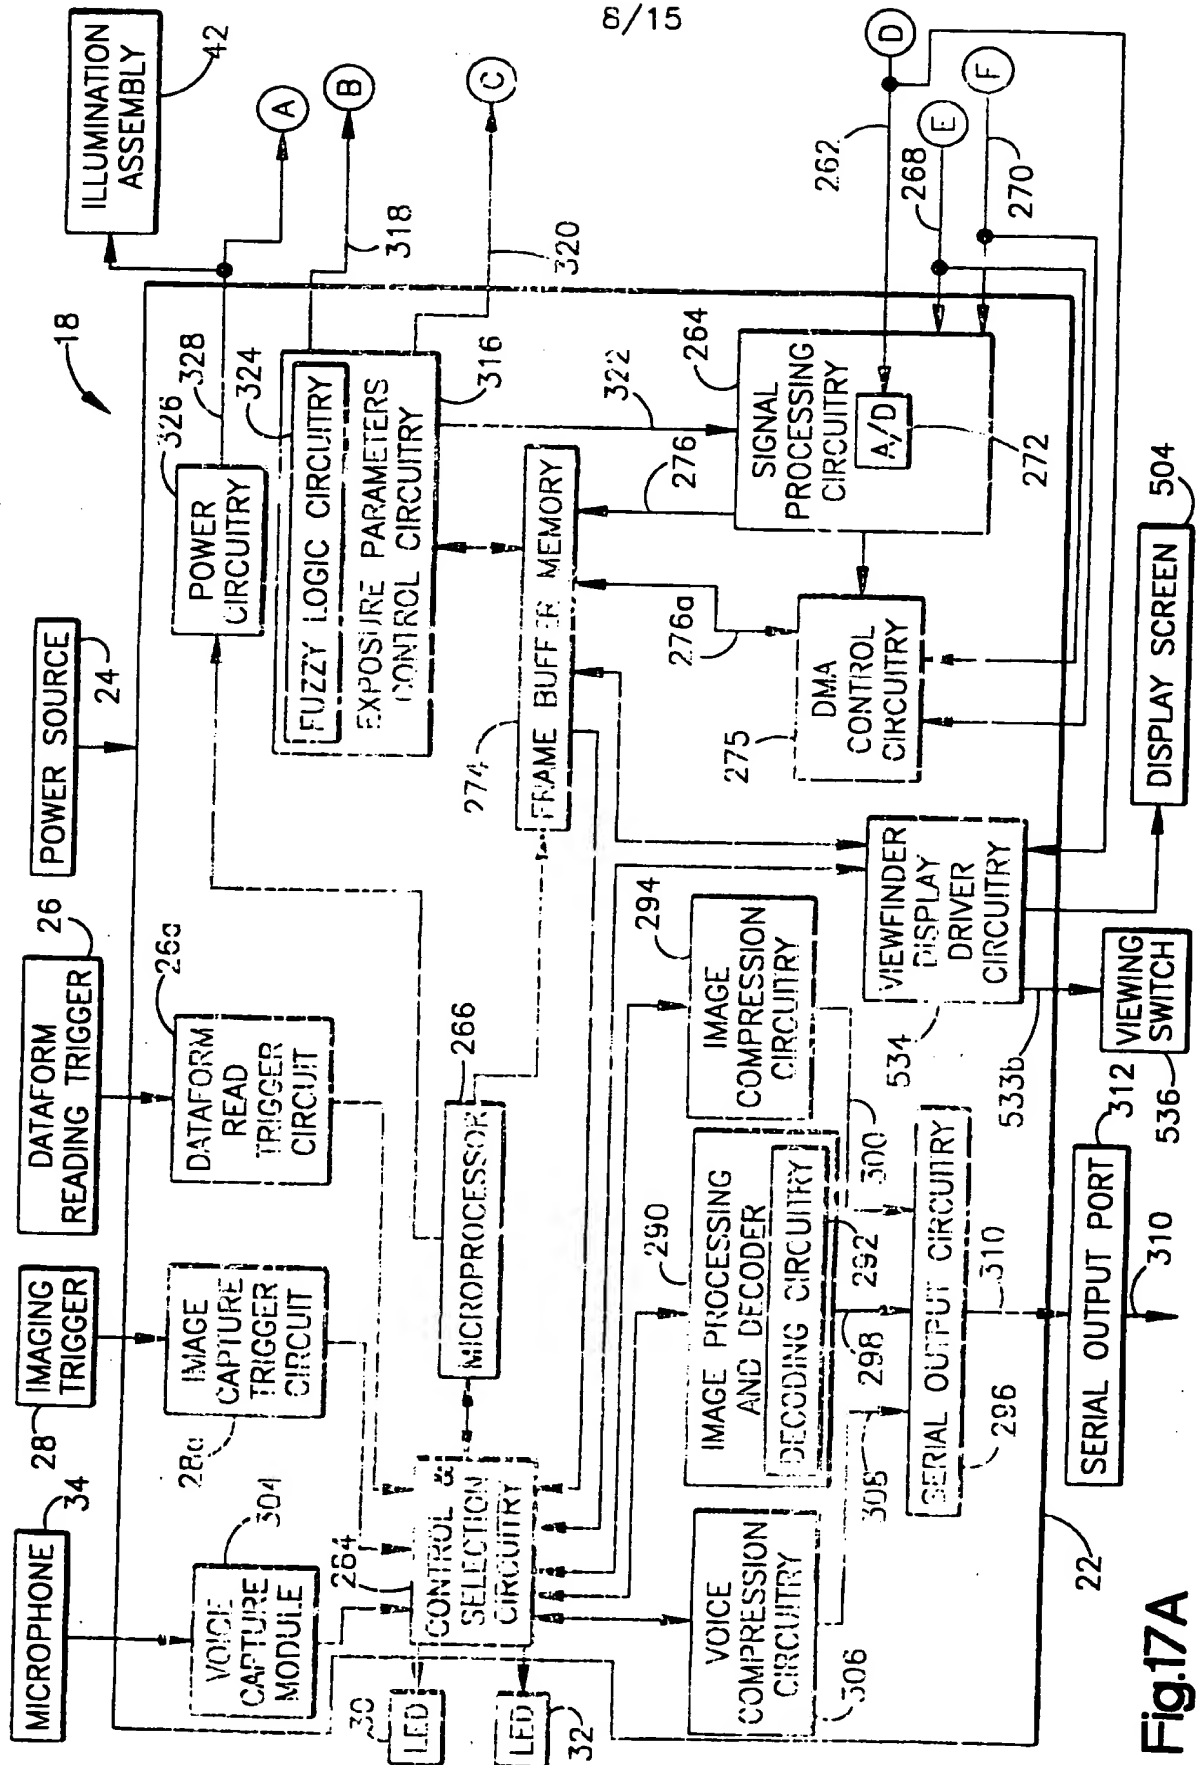 8/15
MICROPHONE
34
IMAGING
TRIGGER
28
DATAFORM
READING TRIGGER
26
POWER SOURCE
24
18
ILLUMINATION
ASSEMBLY
42
VOICE
CAPTURE
MODULE
304
IMAGE
CAPTURE
TRIGGER
CIRCUIT
28a
DATAFORM
READ
TRIGGER
CIRCUIT
26a
POWER
CIRCUITRY
326
328
A
FUZZY LOGIC CIRCUITRY
324
EXPOSURE PARAMETERS
CONTROL CIRCUITRY
316
318
B
320
C
322
LED
30
LED
32
284
CONTROL &
SELECTION
CIRCUITRY
MICROPROCESSOR
266
274
FRAME BUFFER MEMORY
276
276a
SIGNAL
PROCESSING
CIRCUITRY
264
A/D
272
262
D
268
E
270
F
VOICE
COMPRESSION
CIRCUITRY
306
IMAGE PROCESSING
AND DECODER
290
DECODING CIRCUITRY
292
IMAGE
COMPRESSION
CIRCUITRY
294
275
DMA
CONTROL
CIRCUITRY
308
298
300
SERIAL OUTPUT CIRCUITRY
296
310
VIEWFINDER
DISPLAY
DRIVER
CIRCUITRY
534
533b
22
SERIAL OUTPUT PORT
312
310
VIEWING
SWITCH
536
DISPLAY SCREEN
504
Fig.17A